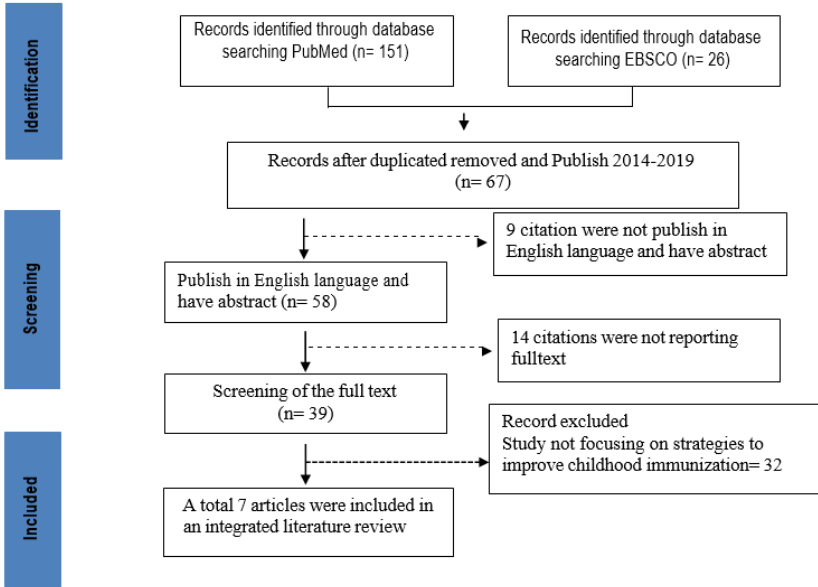 Identification
Records identified through database
searching PubMed (n= 151)
Records identified through database
searching EBSCO (n= 26)
Records after duplicated removed and Publish 2014-2019
(n= 67)
Screening
9 citation were not publish in
English language and have abstract
Publish in English language and
have abstract (n= 58)
14 citations were not reporting
fulltext
Screening of the full text
(n= 39)
Included
Record excluded
Study not focusing on strategies to
improve childhood immunization= 32
A total 7 articles were included in
an integrated literature review